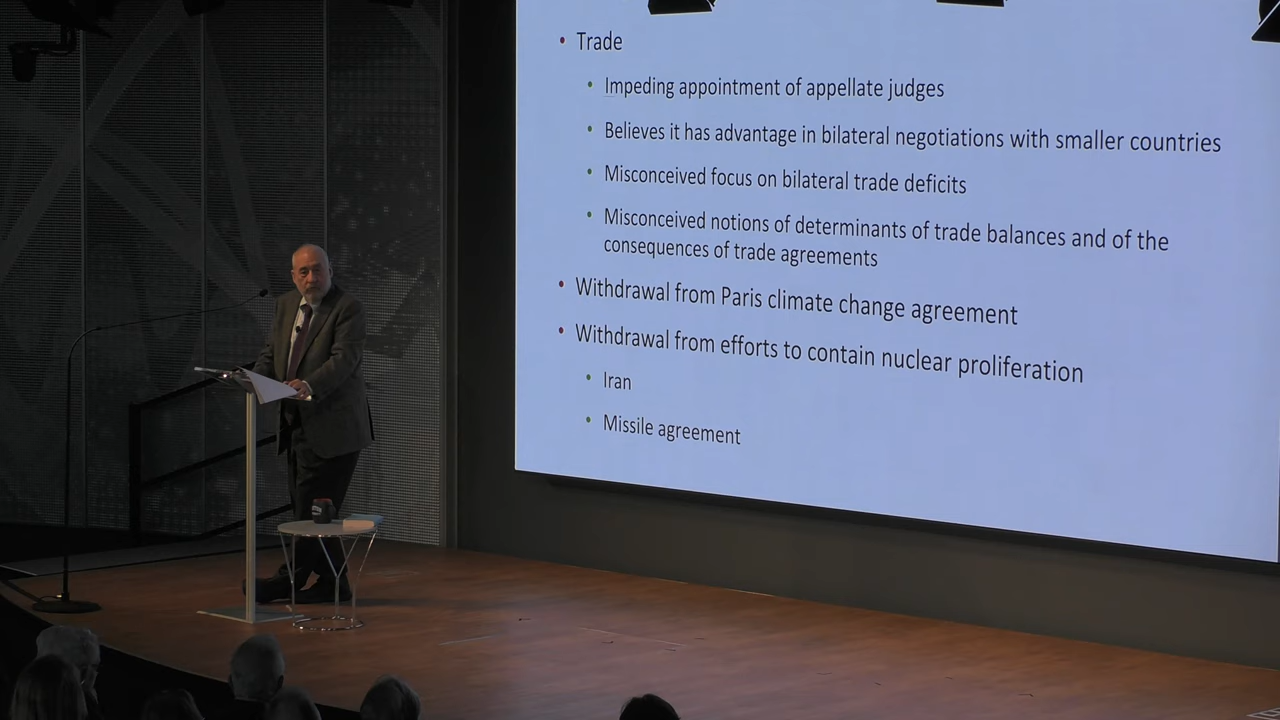 Trade
Impeding appointment of appellate judges
Believes it has advantage in bilateral negotiations with smaller countries
Misconceived focus on bilateral trade deficits
Misconceived notions of determinants of trade balances and of the
consequences of trade agreements
Withdrawal from Paris climate change agreement
Withdrawal from efforts to contain nuclear proliferation
Iran
Missile agreement